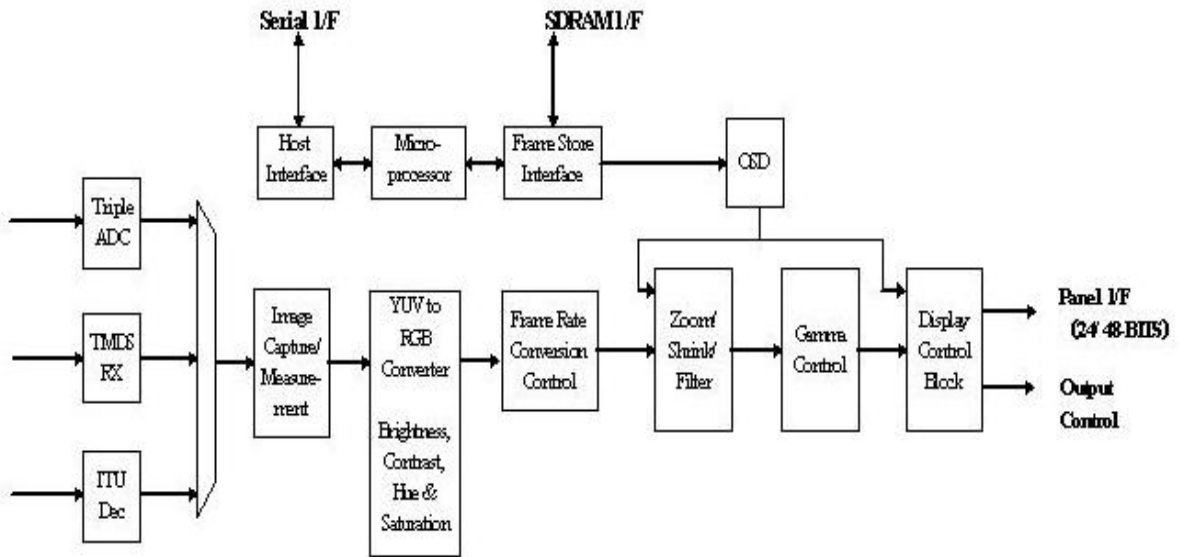 Serial I/F
SDRAM I/F
Host
Interface
Micro-
processor
Frame Store
Interface
OSD
Triple
ADC
TMDS
RX
ITU
Dec
Image
Capture/
Measure-
ment
YUV to
RGB
Converter
Brightness,
Contrast,
Hue &
Saturation
Frame Rate
Conversion
Control
Zoom/
Shrink/
Filter
Gamma
Control
Display
Control
Block
Panel I/F
(24/48-BITS)
Output
Control